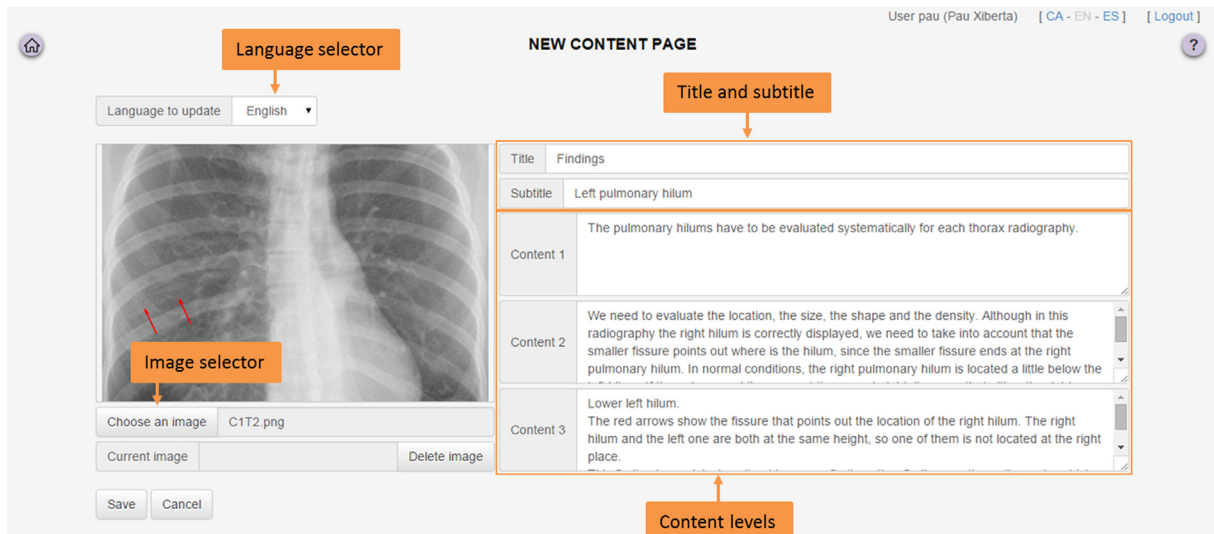 User pau (Pau Xiberta) [ CA - EN - ES ] [ Logout ]
Language selector
NEW CONTENT PAGE
?
Title and subtitle
Language to update English
Title Findings
Subtitle Left pulmonary hilum
Content 1
The pulmonary hilums have to be evaluated systematically for each thorax radiography.
Content 2
We need to evaluate the location, the size, the shape and the density. Although in this
radiography the right hilum is correctly displayed, we need to take into account that the
smaller fissure points out where is the hilum, since the smaller fissure ends at the right
pulmonary hilum. In normal conditions, the right pulmonary hilum is located a little below the
Image selector
Content 3
Lower left hilum.
The red arrows show the fissure that points out the location of the right hilum. The right
hilum and the left one are both at the same height, so one of them is not located at the right
place.
Choose an image C1T2.png
Current image Delete image
Save Cancel
Content levels